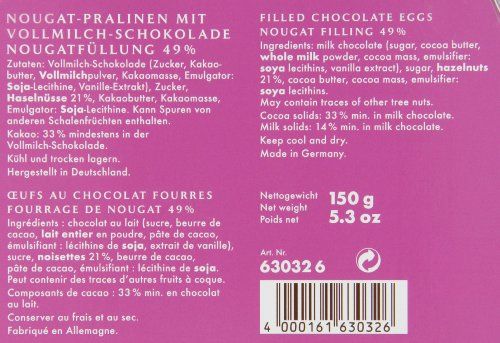 NOUGAT-PRALINEN MIT
VOLLMILCH-SCHOKOLADE
NOUGATFÜLLUNG 49%
Zutaten: Vollmilch-Schokolade (Zucker, Kakao-
butter, Vollmilchpulver, Kakaomasse, Emulgator:
Soja-Lecithine, Vanille-Extrakt), Zucker,
Haselnüsse 21%, Kakaobutter, Kakaomasse,
Emulgator: Soja-Lecithine. Kann Spuren von
anderen Schalenfrüchten enthalten.
Kakao: 33% mindestens in der
Vollmilch-Schokolade.
Kühl und trocken lagern.
Hergestellt in Deutschland.
ŒUFS AU CHOCOLAT FOURRES
FOURRAGE DE NOUGAT 49%
Ingrédients : chocolat au lait (sucre, beurre de
cacao, lait entier en poudre, pâte de cacao,
émulsifiant : lécithine de soja, extrait de vanille),
sucre, noisettes 21%, beurre de cacao,
pâte de cacao, émulsifiant : lécithine de soja.
Peut contenir des traces d'autres fruits à coque.
Composants de cacao : 33% min. en chocolat
au lait.
Conserver au frais et au sec.
Fabriqué en Allemagne.
FILLED CHOCOLATE EGGS
NOUGAT FILLING 49%
Ingredients: milk chocolate (sugar, cocoa butter,
whole milk powder, cocoa mass, emulsifier:
soya lecithins, vanilla extract), sugar, hazelnuts
21%, cocoa butter, cocoa mass, emulsifier:
soya lecithins.
May contain traces of other tree nuts.
Cocoa solids: 33% min. in milk chocolate.
Milk solids: 14% min. in milk chocolate.
Keep cool and dry.
Made in Germany.
Nettogewicht
Net weight
Poids net
150 g
5.3 oz
Art. Nr.
630326
4 000161 630326